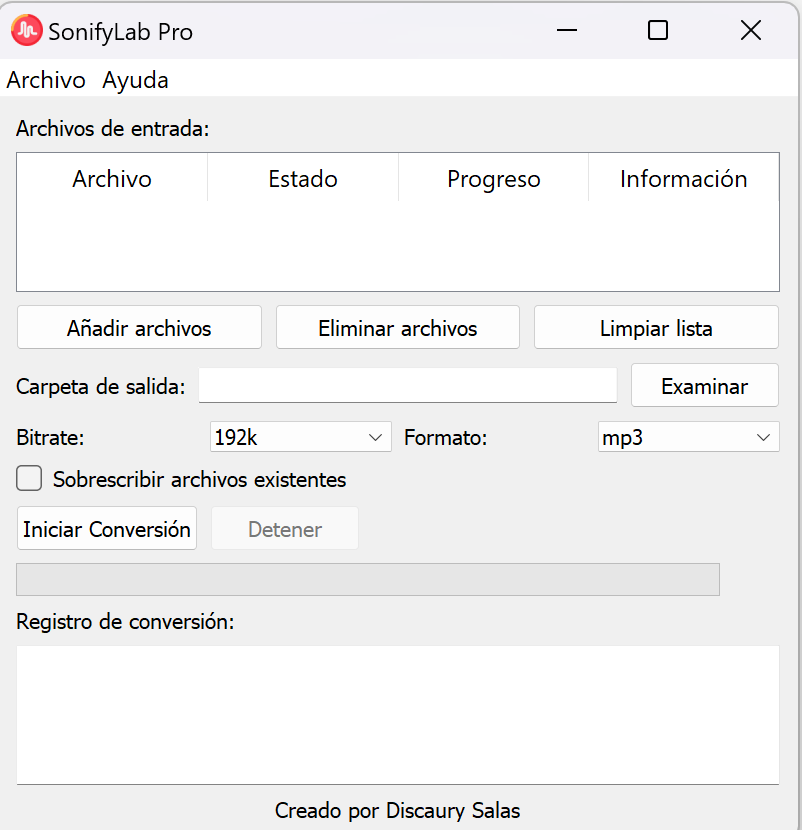 SonifyLab Pro
Archivo Ayuda
Archivos de entrada:
Archivo Estado Progreso Información
Añadir archivos Eliminar archivos Limpiar lista
Carpeta de salida: Examinar
Bitrate: 192k Formato: mp3
Sobrescribir archivos existentes
Iniciar Conversión Detener
Registro de conversión:
Creado por Discaury Salas